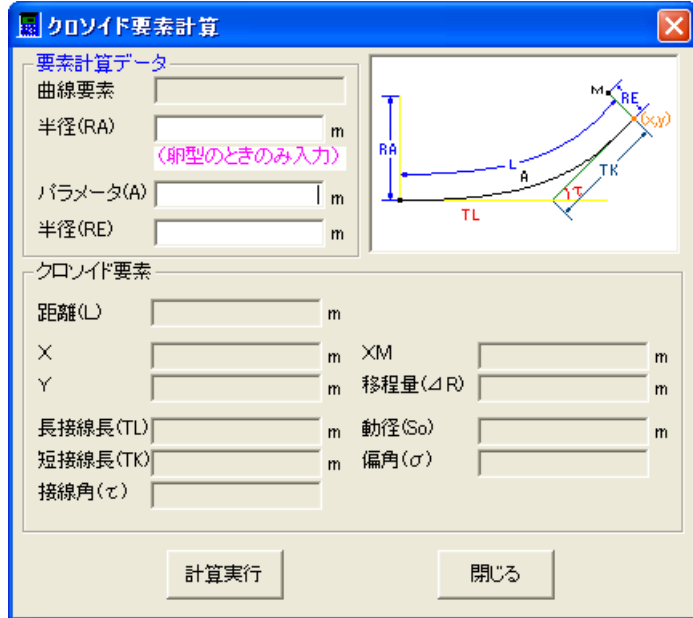 クロソイド要素計算
要素計算データ
曲線要素
半径(RA) m
(卵型のときのみ入力)
パラメータ(A) m
半径(RE) m
M
RE
(x,y)
RA
L
A
TK
τ
TL
クロソイド要素
距離(L) m
X m XM m
Y m 移程量(⊿R) m
長接線長(TL) m 動径(So) m
短接線長(TK) m 偏角(σ)
接線角(τ)
計算実行 閉じる